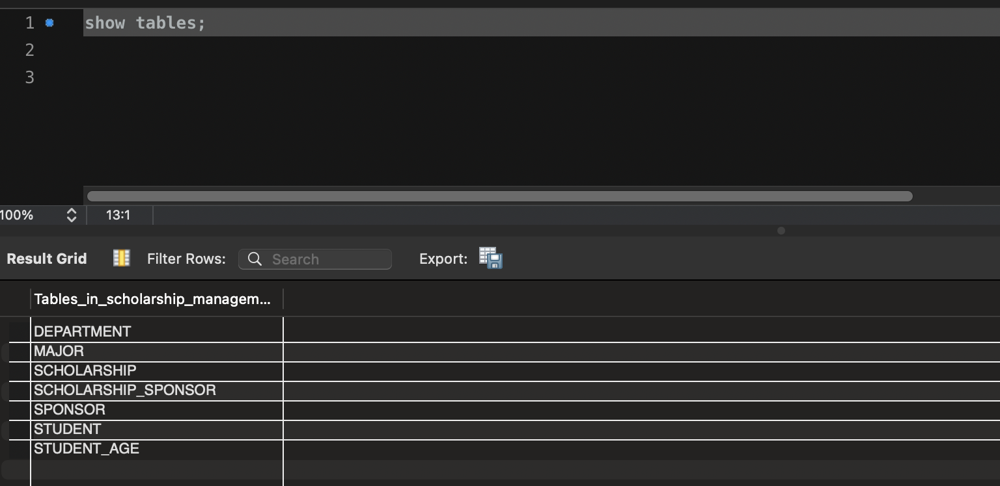 1 show tables;
2
3
100% 13:1
Result Grid Filter Rows: Search Export:
Tables_in_scholarship_managem...
DEPARTMENT
MAJOR
SCHOLARSHIP
SCHOLARSHIP_SPONSOR
SPONSOR
STUDENT
STUDENT_AGE